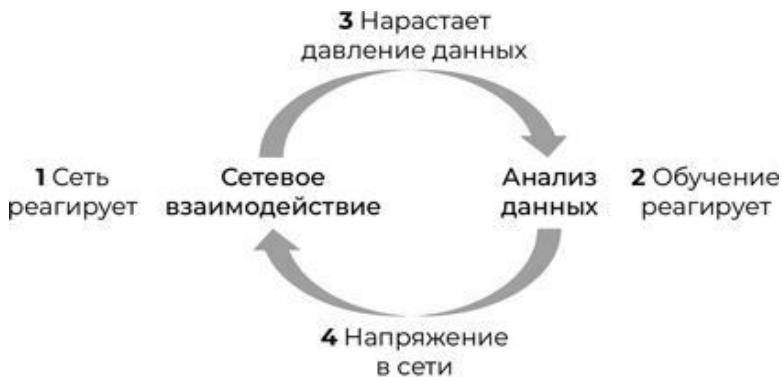 3 Нарастает
давление данных
1 Сеть
реагирует
Сетевое
взаимодействие
Анализ
данных
2 Обучение
реагирует
4 Напряжение
в сети